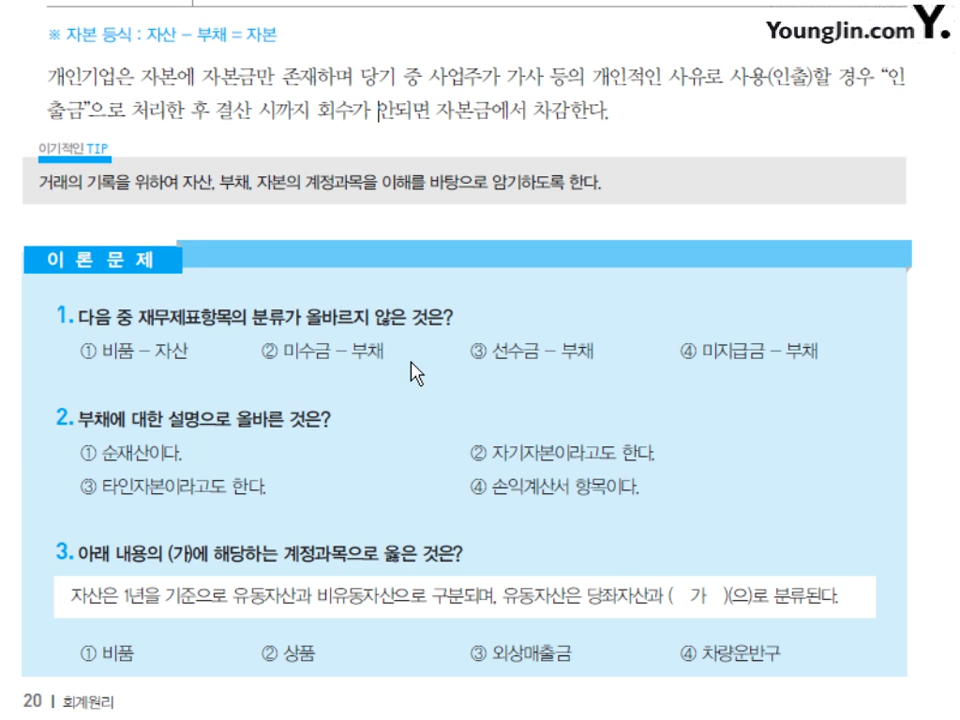 YoungJin.com Y.
※ 자본 등식 : 자산 – 부채 = 자본
개인기업은 자본에 자본금만 존재하며 당기 중 사업주가 가사 등의 개인적인 사유로 사용(인출)할 경우 “인
출금”으로 처리한 후 결산 시까지 회수가 안되면 자본금에서 차감한다.
이기적인 TIP
거래의 기록을 위하여 자산, 부채, 자본의 계정과목을 이해를 바탕으로 암기하도록 한다.
이론문제
1. 다음 중 재무제표항목의 분류가 올바르지 않은 것은?
① 비품 – 자산 ② 미수금 – 부채 ③ 선수금 – 부채 ④ 미지급금 – 부채
2. 부채에 대한 설명으로 올바른 것은?
① 순재산이다. ② 자기자본이라고도 한다.
③ 타인자본이라고도 한다. ④ 손익계산서 항목이다.
3. 아래 내용의 (가)에 해당하는 계정과목으로 옳은 것은?
자산은 1년을 기준으로 유동자산과 비유동자산으로 구분되며, 유동자산은 당좌자산과 ( 가 )(으)로 분류된다.
① 비품 ② 상품 ③ 외상매출금 ④ 차량운반구
20 | 회계원리